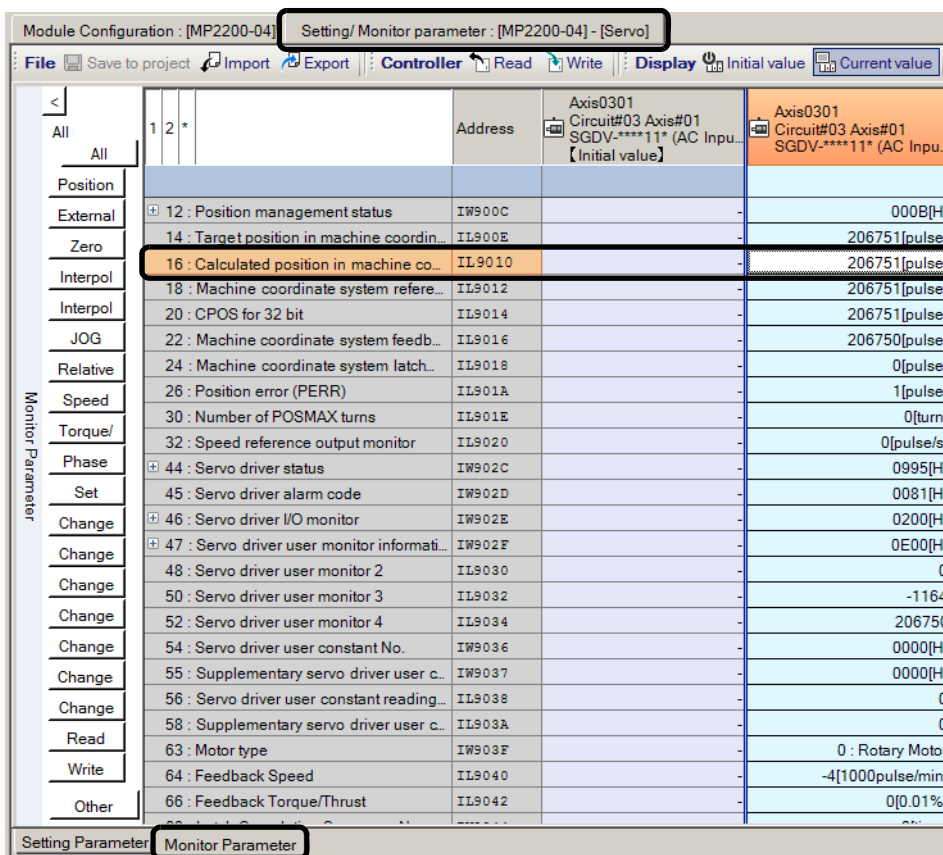 Module Configuration : [MP2200-04] Setting/ Monitor parameter : [MP2200-04] - [Servo]
File Save to project Import Export Controller Read Write Display Initial value Current value
<
All
All
Position
External
Zero
Interpol
Interpol
JOG
Relative
Speed
Torque/
Phase
Set
Change
Change
Change
Change
Change
Change
Change
Read
Write
Other
Monitor Parameter
1 2 * Address
Axis0301
Circuit#03 Axis#01
SGDV-****11* (AC Inpu...
【Initial value】
Axis0301
Circuit#03 Axis#01
SGDV-****11* (AC Inpu.
12 : Position management status IW900C - 000B[H
14 : Target position in machine coordin... IL900E - 206751[pulse
16 : Calculated position in machine co... IL9010 - 206751[pulse
18 : Machine coordinate system refere... IL9012 - 206751[pulse
20 : CPOS for 32 bit IL9014 - 206751[pulse
22 : Machine coordinate system feedb... IL9016 - 206750[pulse
24 : Machine coordinate system latch... IL9018 - 0[pulse
26 : Position error (PERR) IL901A - 1[pulse
30 : Number of POSMAX turns IL901E - 0[turn
32 : Speed reference output monitor IL9020 - 0[pulse/s
44 : Servo driver status IW902C - 0995[H
45 : Servo driver alarm code IW902D - 0081[H
46 : Servo driver I/O monitor IW902E - 0200[H
47 : Servo driver user monitor informati... IW902F - 0E00[H
48 : Servo driver user monitor 2 IL9030 - 0
50 : Servo driver user monitor 3 IL9032 - -1164
52 : Servo driver user monitor 4 IL9034 - 206750
54 : Servo driver user constant No. IW9036 - 0000[H
55 : Supplementary servo driver user c... IW9037 - 0000[H
56 : Servo driver user constant reading... IL9038 - 0
58 : Supplementary servo driver user c... IL903A - 0
63 : Motor type IW903F - 0 : Rotary Moto
64 : Feedback Speed IL9040 - -4[1000pulse/min
66 : Feedback Torque/Thrust IL9042 - 0[0.01%
Setting Parameter Monitor Parameter